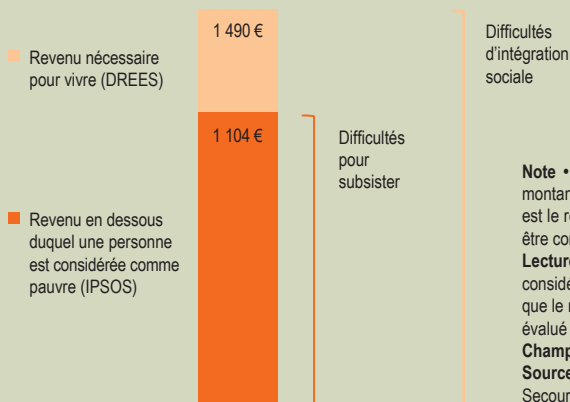 1 490 €
Revenu nécessaire
pour vivre (DREES)
1 104 €
Revenu en dessous
duquel une personne
est considérée comme
pauvre (IPSOS)
Difficultés
pour
subsister
Difficultés
d’intégration
sociale
Note •
montan
est le r
être co
Lecture
considé
que le
évalué
Champ
Source
Secour